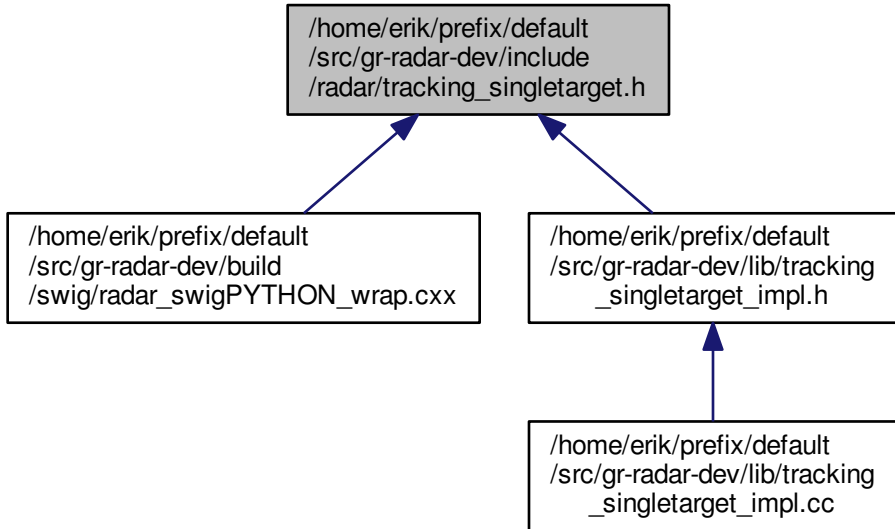 /home/erik/prefix/default
/src/gr-radar-dev/include
/radar/tracking_singletarget.h
/home/erik/prefix/default
/src/gr-radar-dev/build
/swig/radar_swigPYTHON_wrap.cxx
/home/erik/prefix/default
/src/gr-radar-dev/lib/tracking
_singletarget_impl.h
/home/erik/prefix/default
/src/gr-radar-dev/lib/tracking
_singletarget_impl.cc